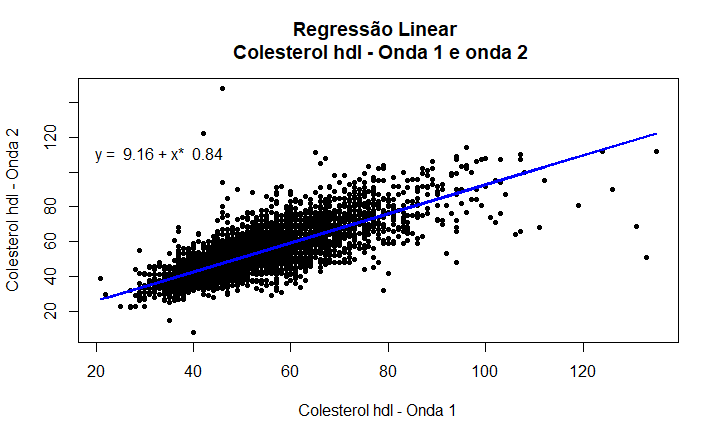 Regressão Linear
Colesterol hdl - Onda 1 e onda 2
Colesterol hdl - Onda 2
120
80
60
40
20
y =  9.16 + x*  0.84
20
40
60
80
100
120
Colesterol hdl - Onda 1